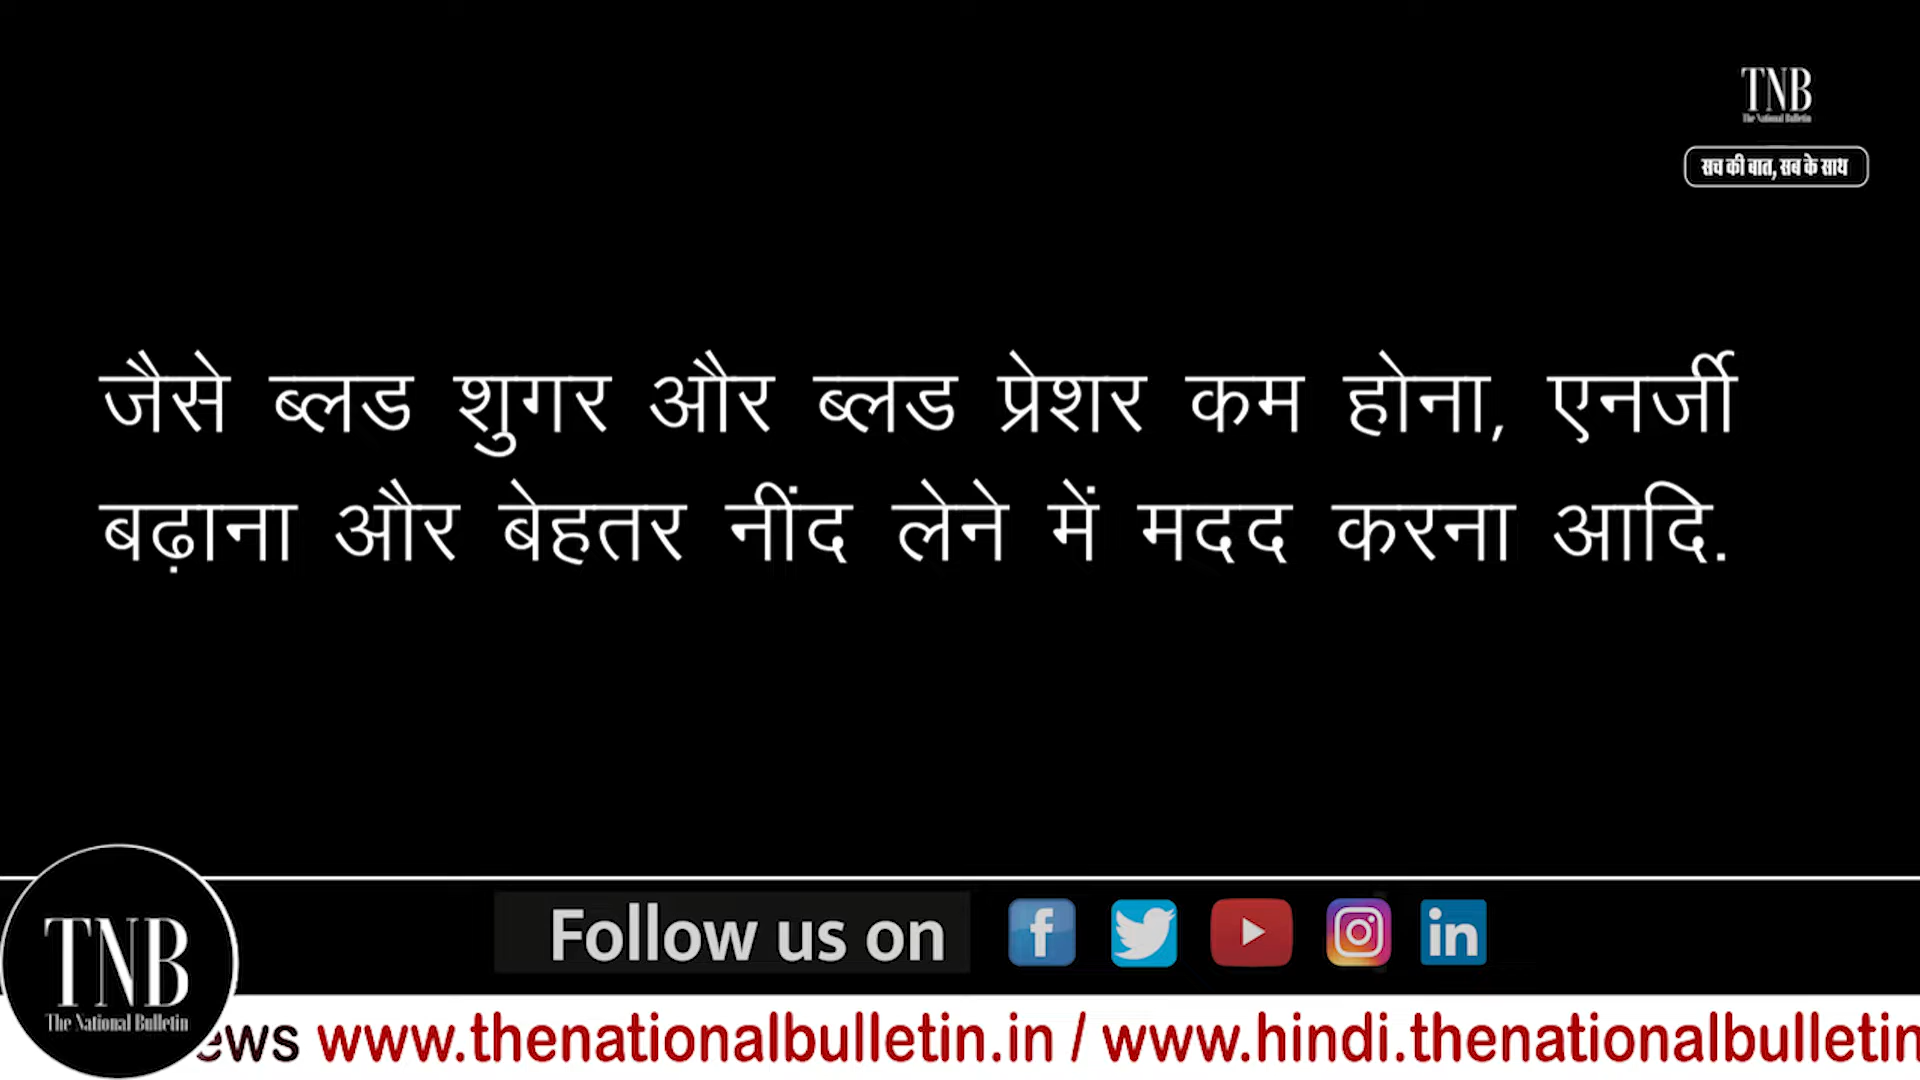 TNB
The National Bulletin
सच की बात, सब के साथ
जैसे ब्लड शुगर और ब्लड प्रेशर कम होना, एनर्जी
बढ़ाना और बेहतर नींद लेने में मदद करना आदि.
Follow us on
TNB
The National Bulletin
ews www.thenationalbulletin.in / www.hindi.thenationalbulletin